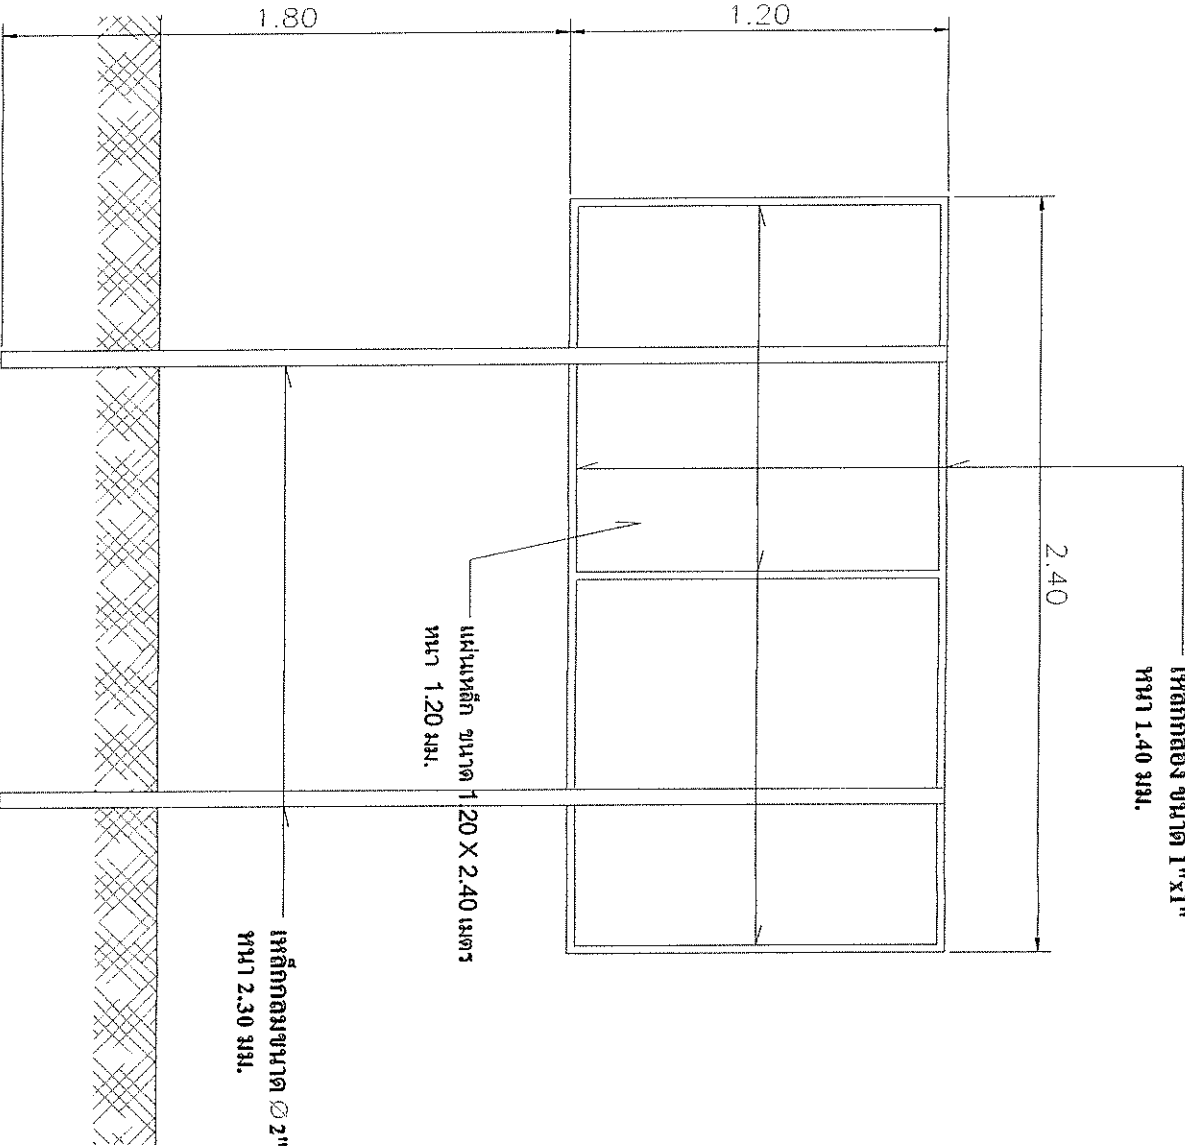 1.80
1.20
2.40
เหล็กกล่อง ขนาด 1"x1"
หนา 1.40 มม.
แผ่นเหล็ก ขนาด 1.20 X 2.40 เมตร
หนา 1.20 มม.
เหล็กกลมขนาด ∅ 2"
หนา 2.30 มม.